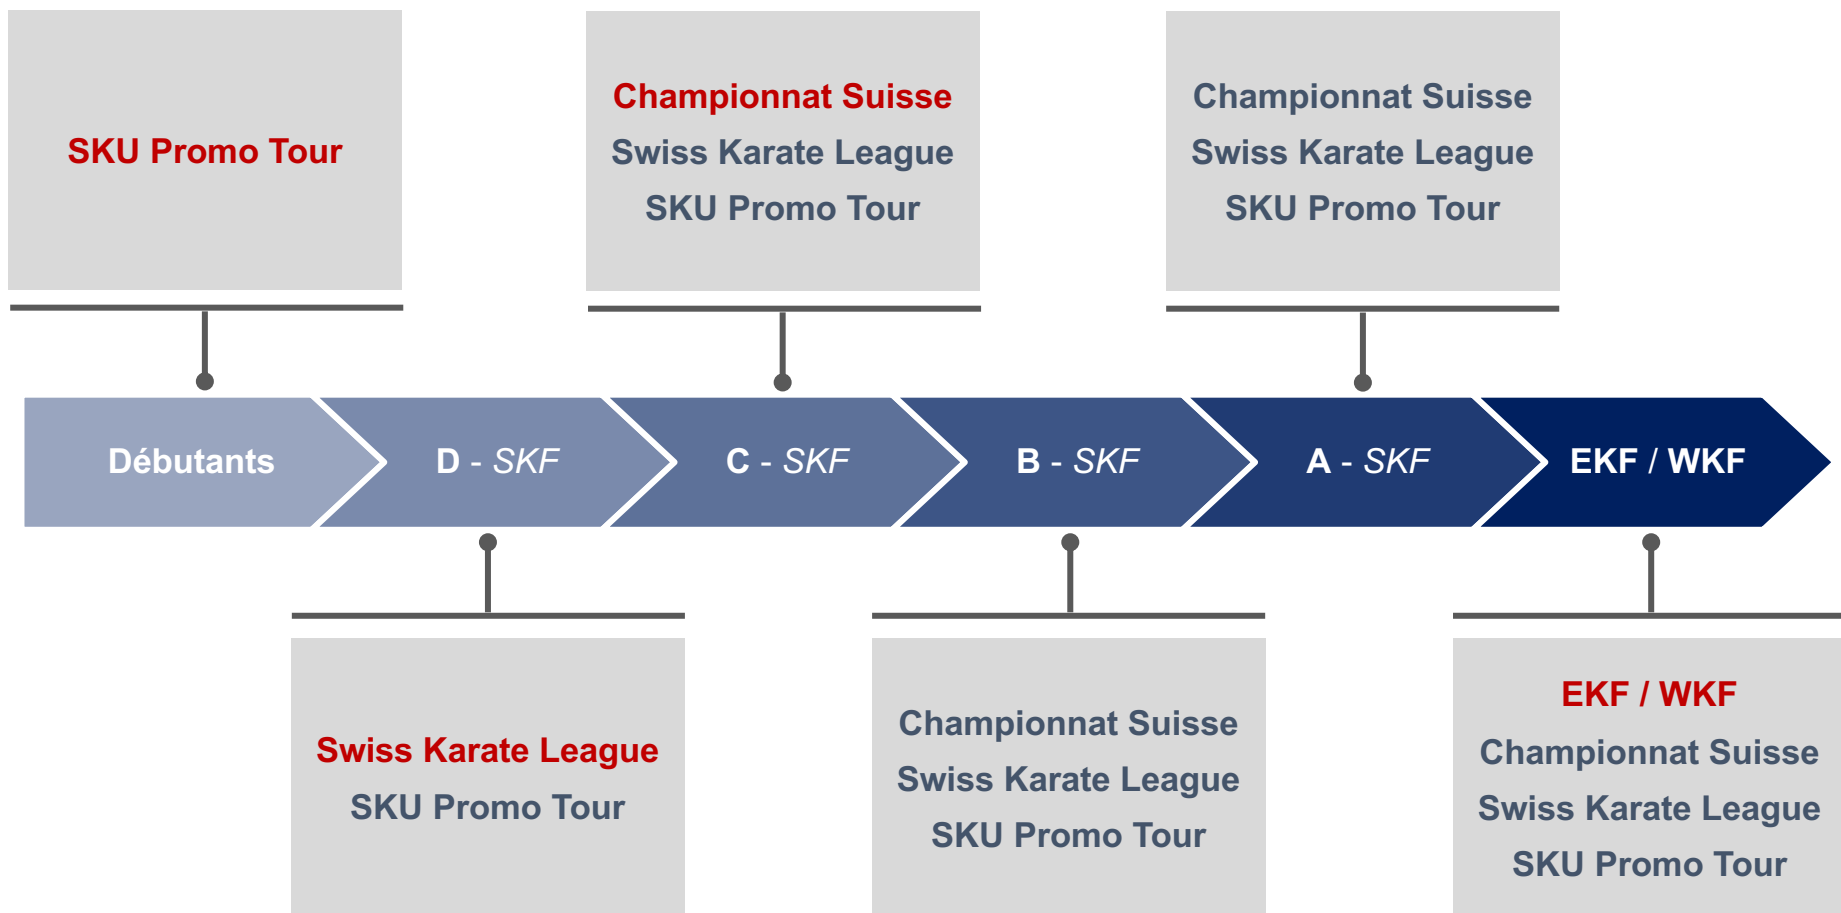 SKU Promo Tour
Championnat Suisse
Swiss Karate League
SKU Promo Tour
Championnat Suisse
Swiss Karate League
SKU Promo Tour
Débutants
D - SKF
C - SKF
B - SKF
A - SKF
EKF / WKF
Swiss Karate League
SKU Promo Tour
Championnat Suisse
Swiss Karate League
SKU Promo Tour
EKF / WKF
Championnat Suisse
Swiss Karate League
SKU Promo Tour